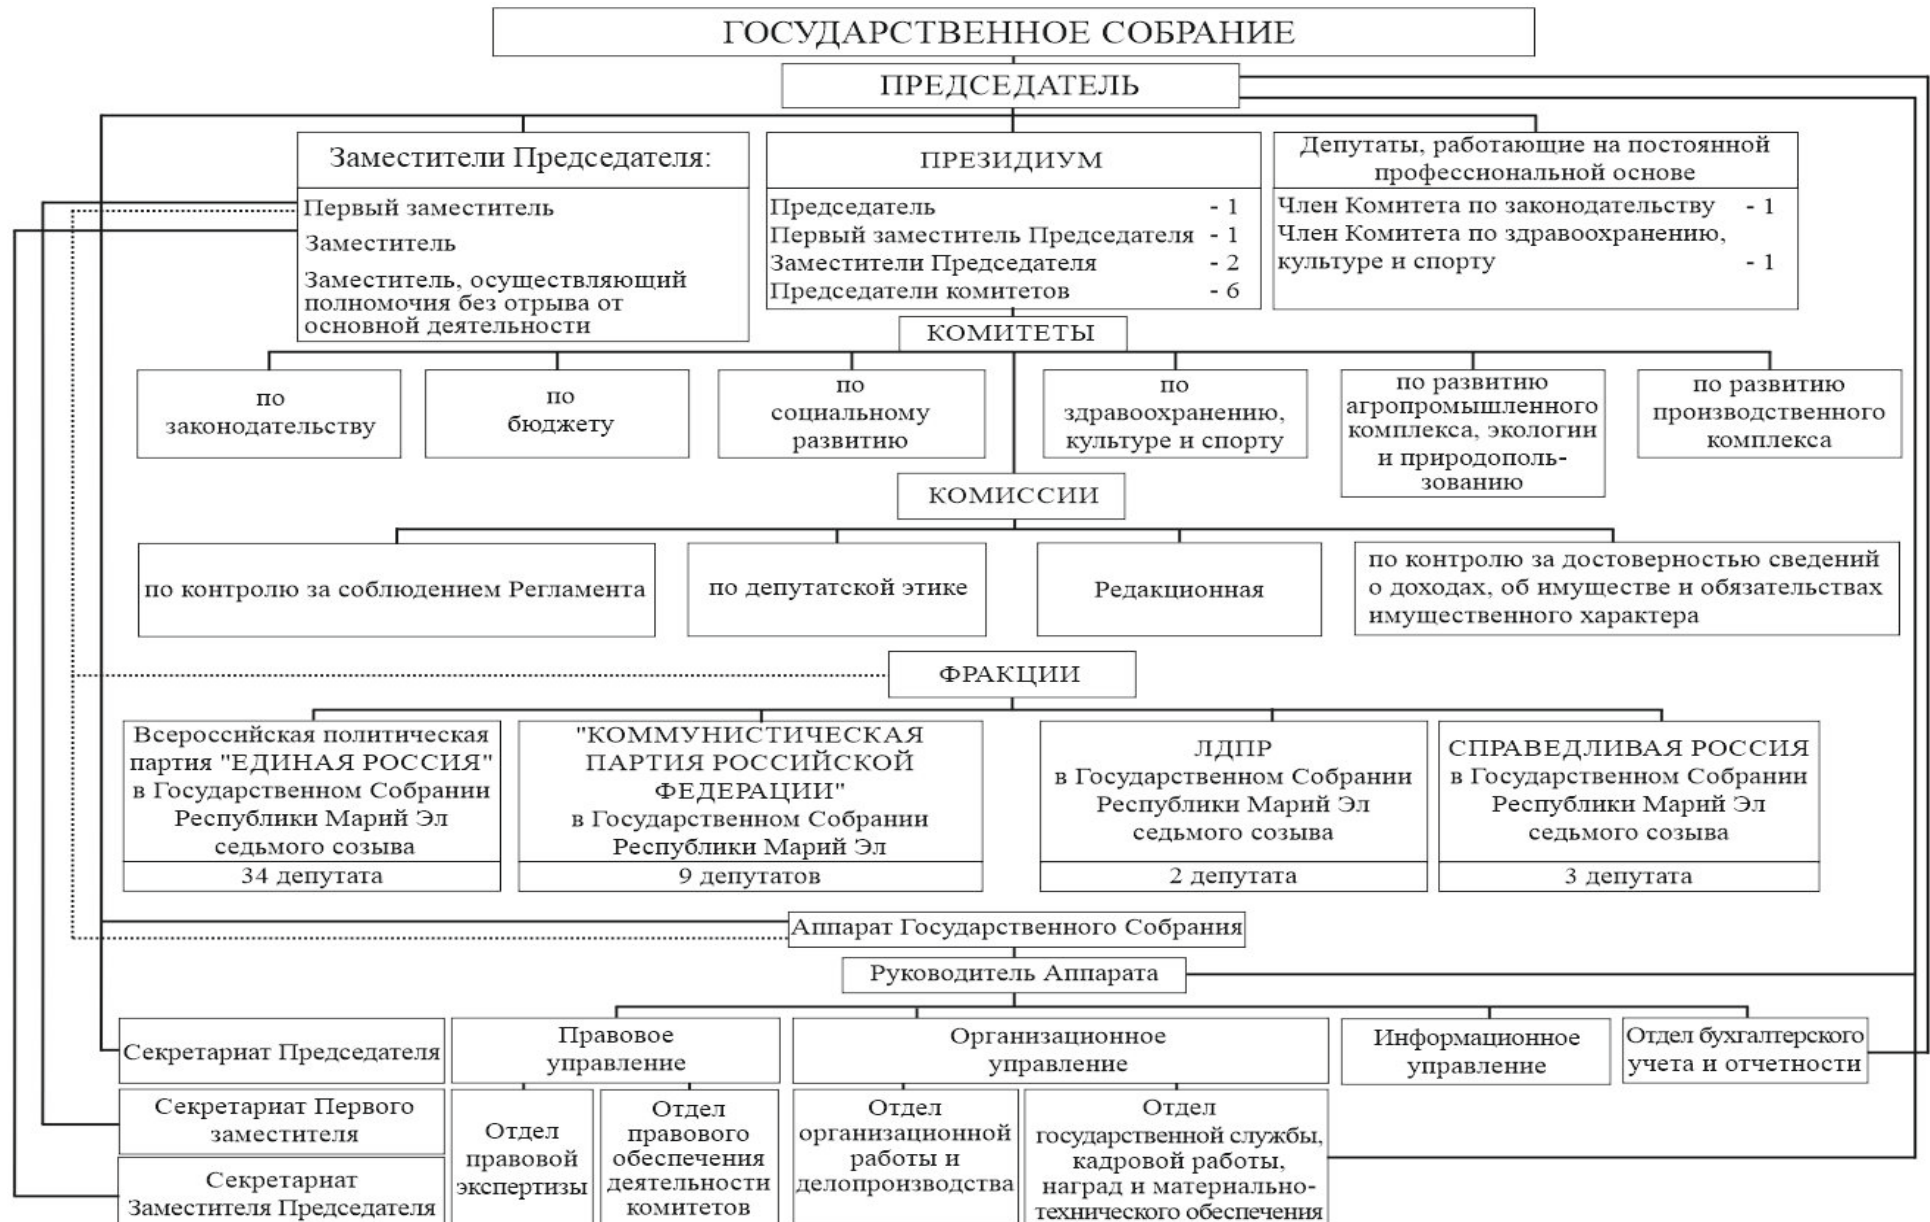 ГОСУДАРСТВЕННОЕ СОБРАНИЕ
ПРЕДСЕДАТЕЛЬ
Заместители Председателя:
Первый заместитель
Заместитель
Заместитель, осуществляющий
полномочия без отрыва от
основной деятельности
ПРЕЗИДИУМ
Председатель - 1
Первый заместитель Председателя - 1
Заместители Председателя - 2
Председатели комитетов - 6
Депутаты, работающие на постоянной
профессиональной основе
Член Комитета по законодательству - 1
Член Комитета по здравоохранению,
культуре и спорту - 1
КОМИТЕТЫ
по
законодательству
по
бюджету
по
социальному
развитию
по
здравоохранению,
культуре и спорту
по развитию
агропромышленного
комплекса, экологии
и природополь-
зованию
по развитию
производственного
комплекса
КОМИССИИ
по контролю за соблюдением Регламента
по депутатской этике
Редакционная
по контролю за достоверностью сведений
о доходах, об имуществе и обязательствах
имущественного характера
ФРАКЦИИ
Всероссийская политическая
партия "ЕДИНАЯ РОССИЯ"
в Государственном Собрании
Республики Марий Эл
седьмого созыва
34 депутата
"КОММУНИСТИЧЕСКАЯ
ПАРТИЯ РОССИЙСКОЙ
ФЕДЕРАЦИИ"
в Государственном Собрании
Республики Марий Эл
9 депутатов
ЛДПР
в Государственном Собрании
Республики Марий Эл
седьмого созыва
2 депутата
СПРАВЕДЛИВАЯ РОССИЯ
в Государственном Собрании
Республики Марий Эл
седьмого созыва
3 депутата
Аппарат Государственного Собрания
Руководитель Аппарата
Секретариат Председателя
Правовое
управление
Организационное
управление
Информационное
управление
Отдел бухгалтерского
учета и отчетности
Секретариат Первого
заместителя
Секретариат
Заместителя Председателя
Отдел
правовой
экспертизы
Отдел
правового
обеспечения
деятельности
комитетов
Отдел
организационной
работы и
делопроизводства
Отдел
государственной службы,
кадровой работы,
наград и материально-
технического обеспечения